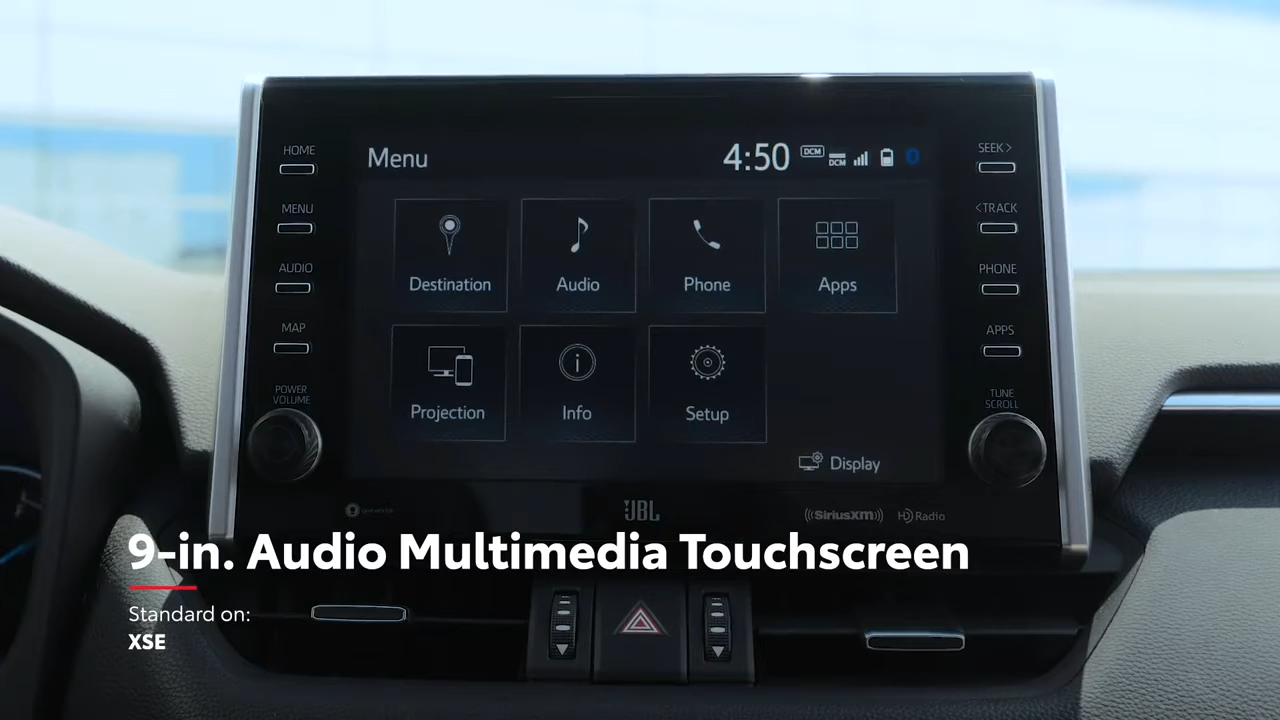 HOME
MENU
AUDIO
MAP
POWER
VOLUME
Menu
4:50
DCM
DCM
Destination
Audio
Phone
Apps
Projection
Info
Setup
Display
SEEK>
<TRACK
PHONE
APPS
TUNE
SCROLL
JBL
((SiriusXM))
HD Radio
9-in. Audio Multimedia Touchscreen
Standard on:
XSE